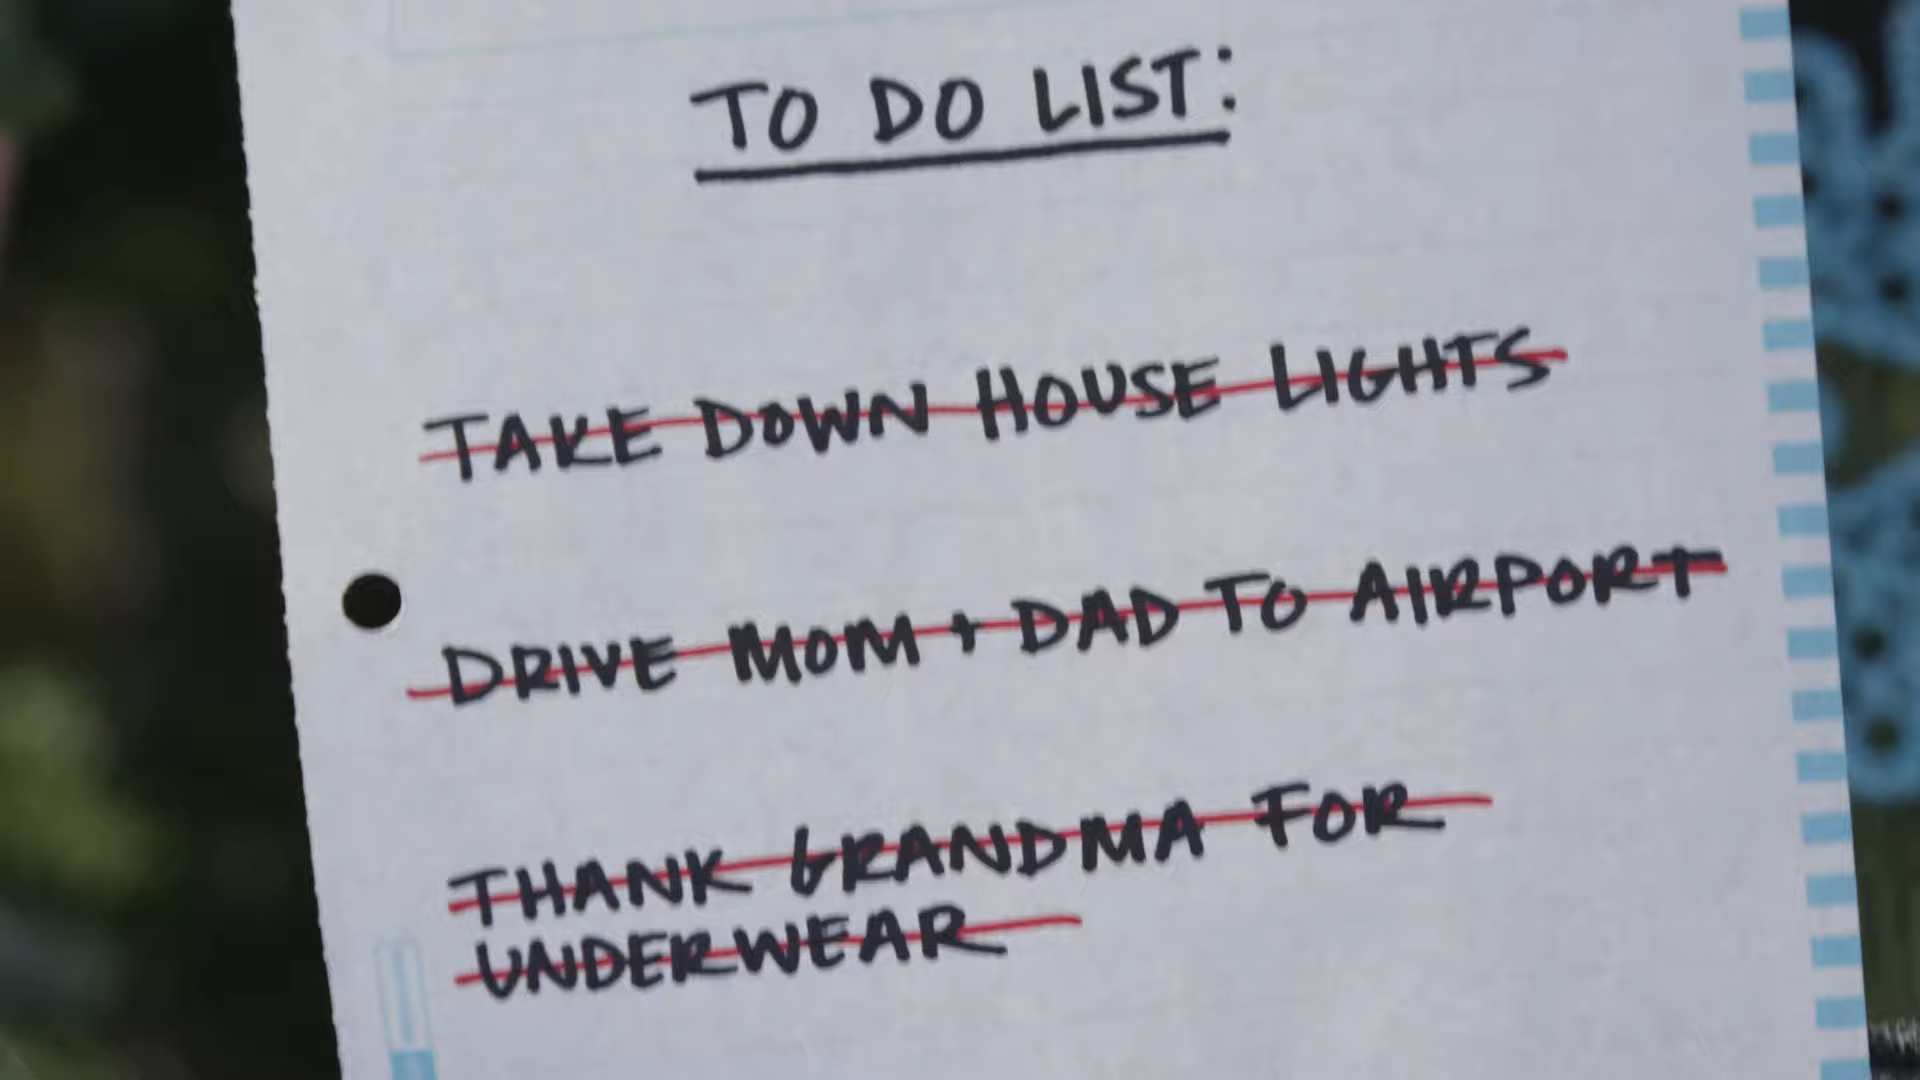 TO DO LIST:
TAKE DOWN HOUSE LIGHTS
DRIVE MOM + DAD TO AIRPORT
THANK GRANDMA FOR
UNDERWEAR